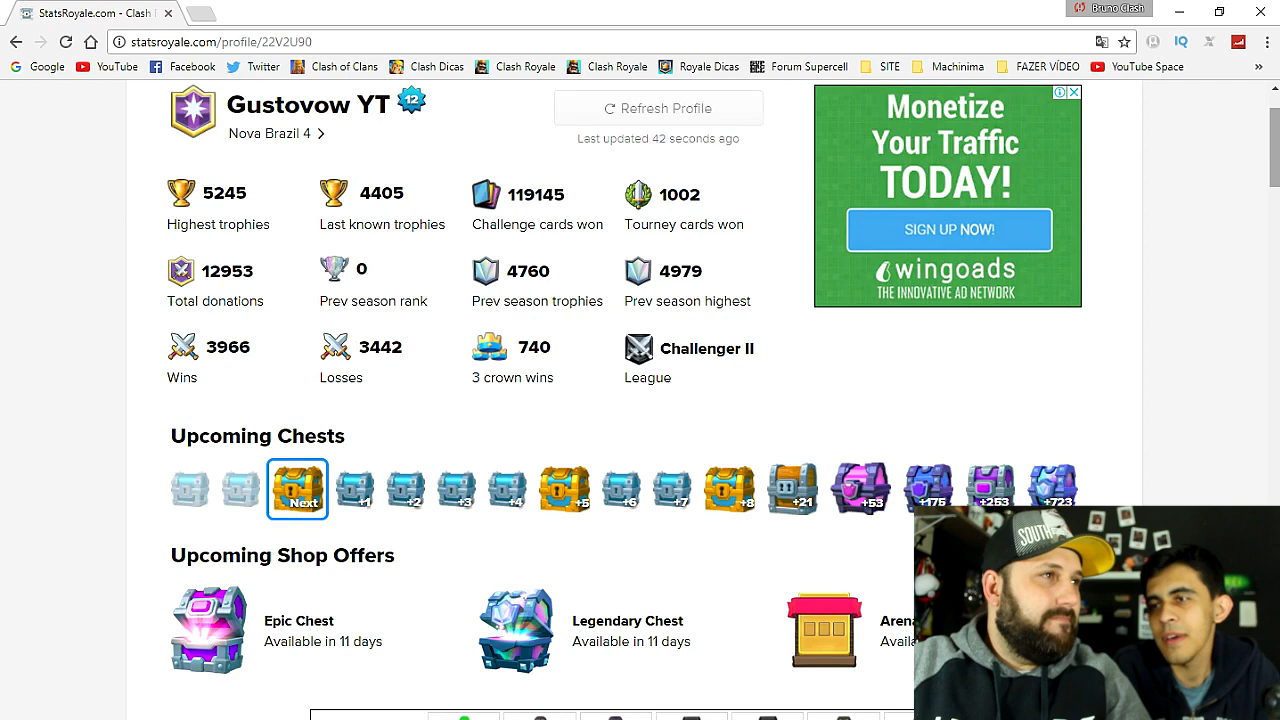 StatsRoyale.com - Clash
Bruno Clash
statsroyale.com/profile/22V2U90
IQ
Google YouTube Facebook Twitter Clash of Clans Clash Dicas Clash Royale Clash Royale Royale Dicas Forum Supercell SITE Machinima FAZER VÍDEO YouTube Space »
Gustovow YT 12
Nova Brazil 4
Refresh Profile
Last updated 42 seconds ago
5245
Highest trophies
4405
Last known trophies
119145
Challenge cards won
1002
Tourney cards won
12953
Total donations
0
Prev season rank
4760
Prev season trophies
4979
Prev season highest
3966
Wins
3442
Losses
740
3 crown wins
Challenger II
League
Monetize
Your Traffic
TODAY!
SIGN UP NOW!
wingoads
THE INNOVATIVE AD NETWORK
Upcoming Chests
Next +1 +2 +3 +4 +5 +6 +7 +8 +21 +53 +175 +253 +723
Upcoming Shop Offers
Epic Chest
Available in 11 days
Legendary Chest
Available in 11 days
Arena
Availa
SOUTH